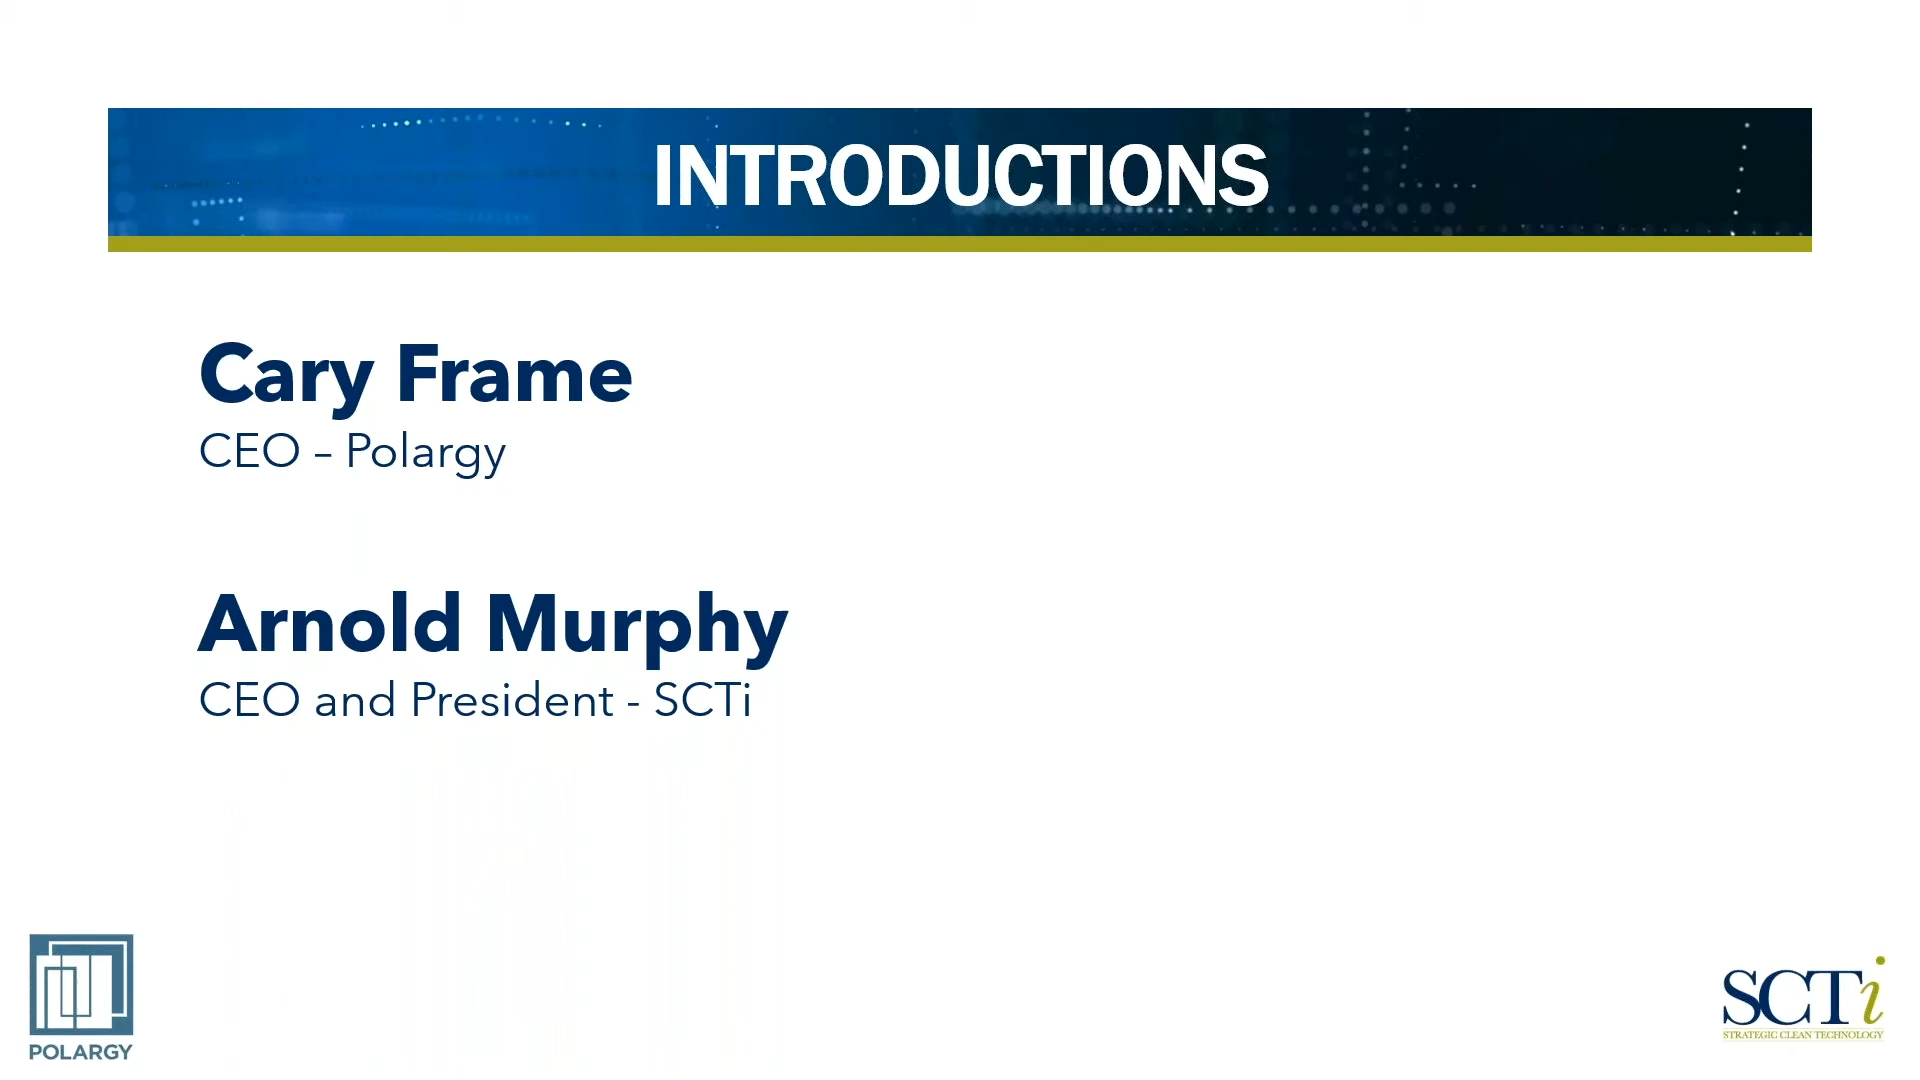 INTRODUCTIONS
Cary Frame
CEO – Polargy
Arnold Murphy
CEO and President - SCTi
POLARGY
SCTi
STRATEGIC CLEAN TECHNOLOGY